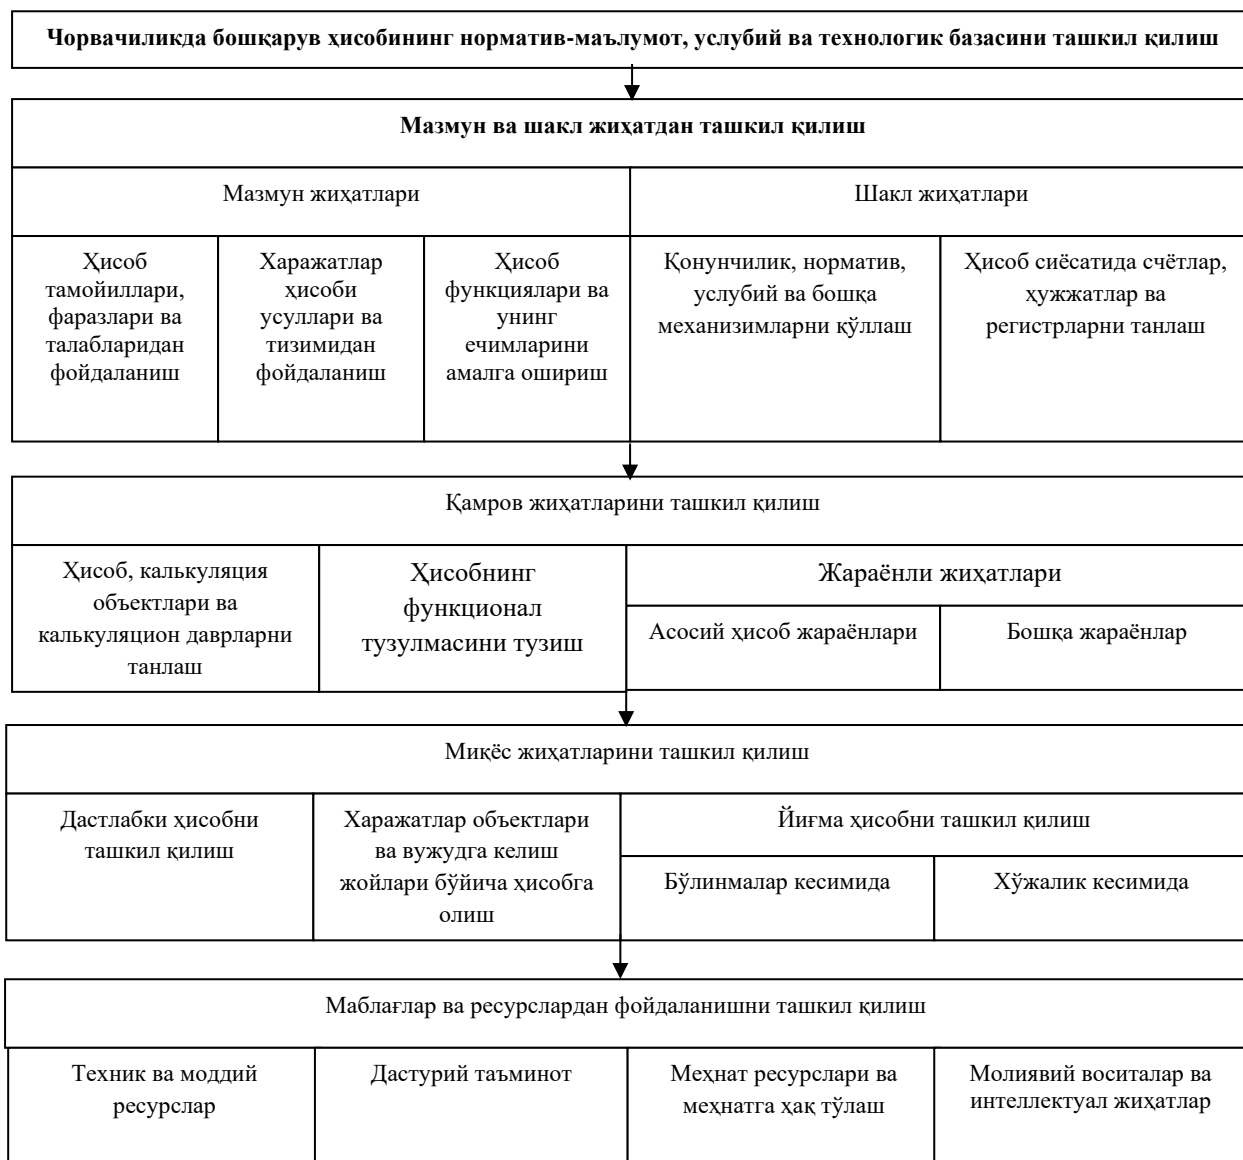 Чорвачиликда бошқарув ҳисобининг норматив-маълумот, услубий ва технологик базасини ташкил қилиш
Мазмун ва шакл жиҳатдан ташкил қилиш
Мазмун жиҳатлари
Шакл жиҳатлари
Ҳисоб
тамойиллари,
фаразлари ва
талабларидан
фойдаланиш
Харажатлар
ҳисоби
усуллари ва
тизимидан
фойдаланиш
Ҳисоб
функциялари ва
унинг
ечимларини
амалга ошириш
Қонунчилик, норматив,
услубий ва бошқа
механизимларни қўллаш
Ҳисоб сиёсатида счётлар,
ҳужжатлар ва
регистрларни танлаш
Қамров жиҳатларини ташкил қилиш
Ҳисоб, калькуляция
объектлари ва
калькуляцион даврларни
танлаш
Ҳисобнинг
функционал
тузулмасини тузиш
Жараёнли жиҳатлари
Асосий ҳисоб жараёнлари
Бошқа жараёнлар
Миқёс жиҳатларини ташкил қилиш
Дастлабки ҳисобни
ташкил қилиш
Харажатлар объектлари
ва вужудга келиш
жойлари бўйича ҳисобга
олиш
Йиғма ҳисобни ташкил қилиш
Бўлинмалар кесимида
Хўжалик кесимида
Маблағлар ва ресурслардан фойдаланишни ташкил қилиш
Техник ва моддий
ресурслар
Дастурий таъминот
Меҳнат ресурслари ва
меҳнатга ҳақ тўлаш
Молиявий воситалар ва
интеллектуал жиҳатлар